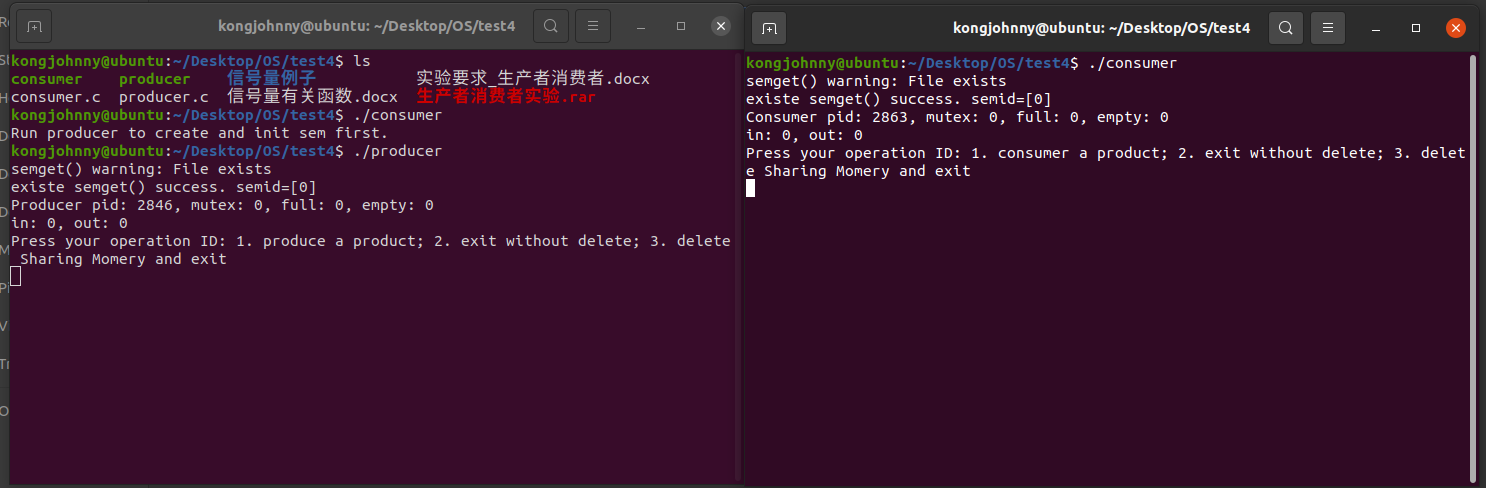 kongjohnny@ubuntu: ~/Desktop/OS/test4
kongjohnny@ubuntu:~/Desktop/OS/test4$ ls
consumer producer 信号量例子 实验要求_生产者消费者.docx
consumer.c producer.c 信号量有关函数.docx 生产者消费者实验.rar
kongjohnny@ubuntu:~/Desktop/OS/test4$ ./consumer
Run producer to create and init sem first.
kongjohnny@ubuntu:~/Desktop/OS/test4$ ./producer
semget() warning: File exists
existe semget() success. semid=[0]
Producer pid: 2846, mutex: 0, full: 0, empty: 0
in: 0, out: 0
Press your operation ID: 1. produce a product; 2. exit without delete; 3. delete
Sharing Momery and exit
kongjohnny@ubuntu: ~/Desktop/OS/test4
kongjohnny@ubuntu:~/Desktop/OS/test4$ ./consumer
semget() warning: File exists
existe semget() success. semid=[0]
Consumer pid: 2863, mutex: 0, full: 0, empty: 0
in: 0, out: 0
Press your operation ID: 1. consumer a product; 2. exit without delete; 3. delet
e Sharing Momery and exit